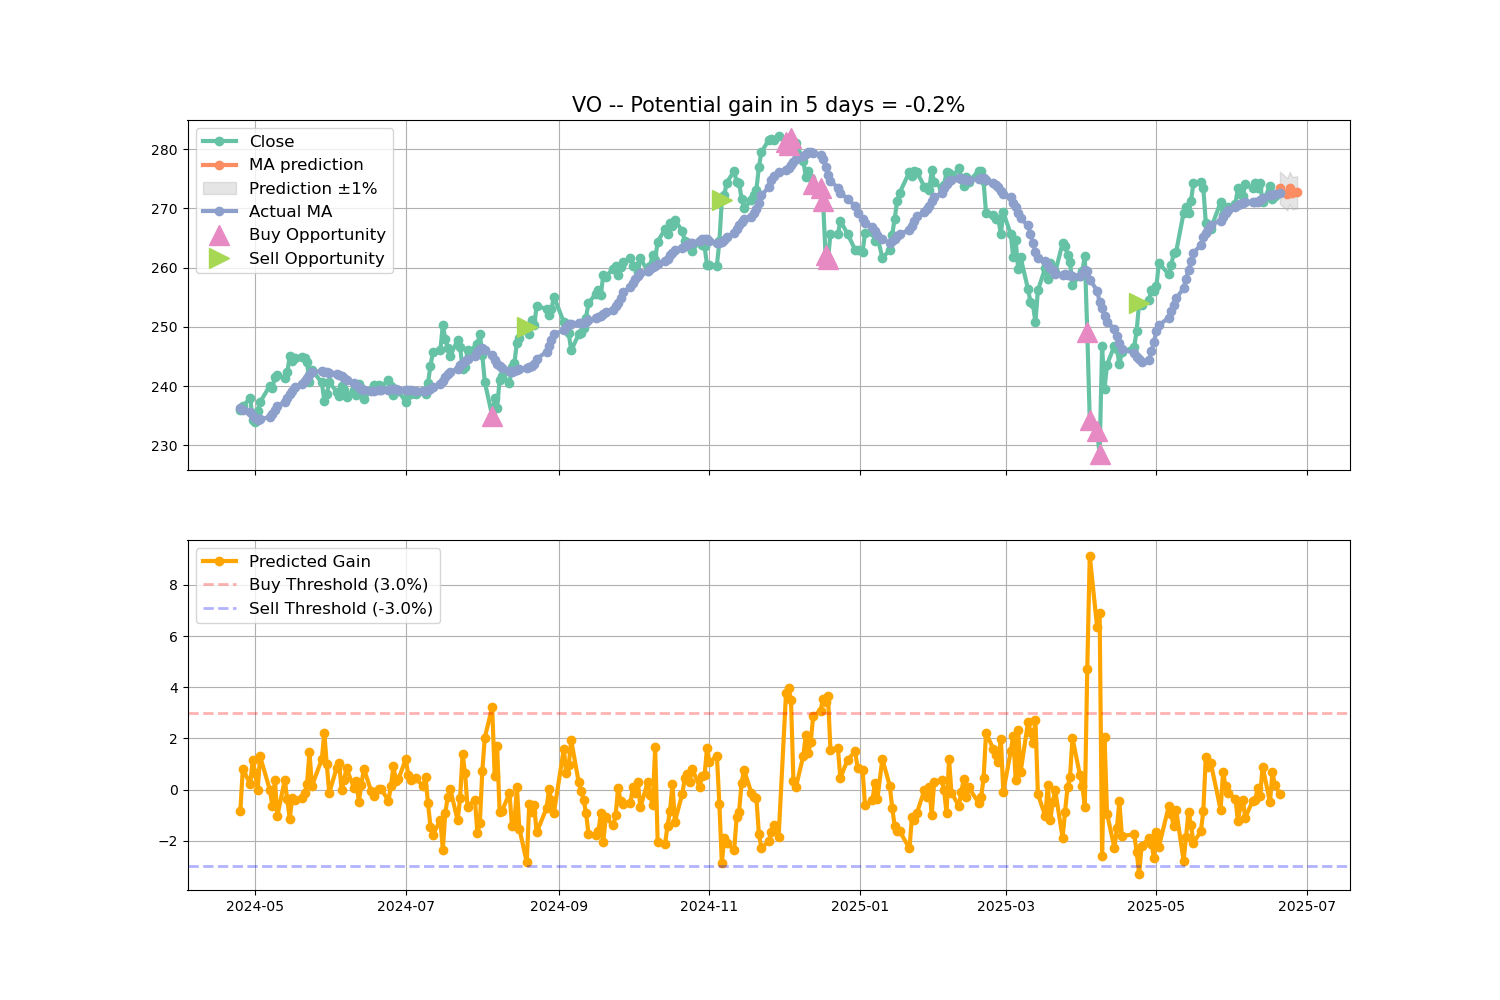 VO -- Potential gain in 5 days = -0.2%
Close
MA prediction
Prediction ±1%
Actual MA
Buy Opportunity
Sell Opportunity
280
270
260
250
240
230
Predicted Gain
Buy Threshold (3.0%)
Sell Threshold (-3.0%)
8
6
4
2
0
−2
2024-05
2024-07
2024-09
2024-11
2025-01
2025-03
2025-05
2025-07